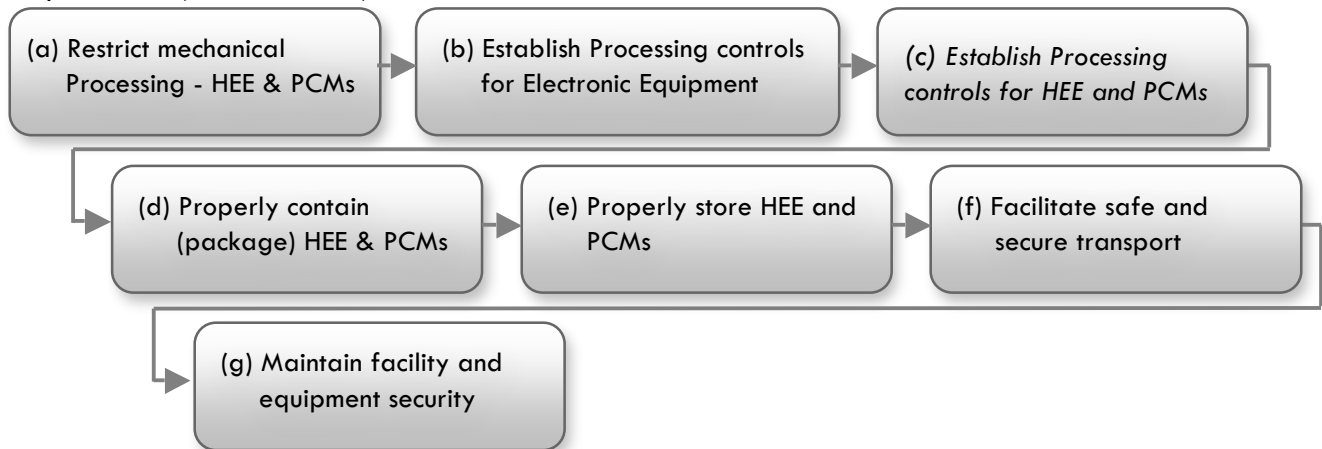 (a) Restrict mechanical
Processing - HEE & PCMs
(b) Establish Processing controls
for Electronic Equipment
(c) Establish Processing
controls for HEE and PCMs
(d) Properly contain
(package) HEE & PCMs
(e) Properly store HEE and
PCMs
(f) Facilitate safe and
secure transport
(g) Maintain facility and
equipment security